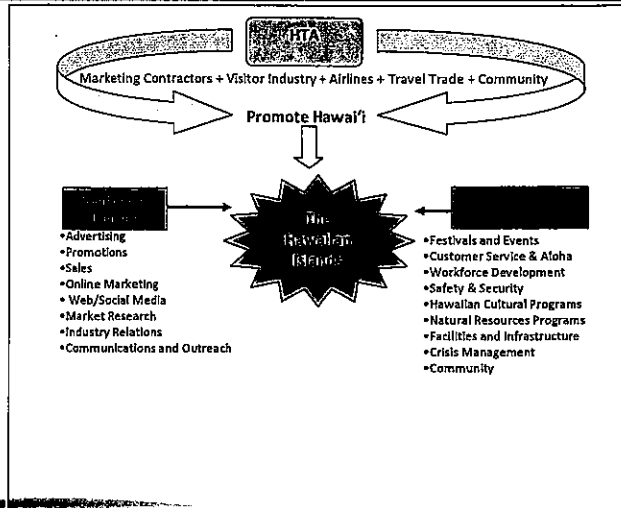 HTA
Marketing Contractors + Visitor Industry + Airlines + Travel Trade + Community
Promote Hawai'i
The
Hawaiian
Islands
•Advertising
•Promotions
•Sales
•Online Marketing
• Web/Social Media
•Market Research
•Industry Relations
•Communications and Outreach
•Festivals and Events
•Customer Service & Aloha
•Workforce Development
•Safety & Security
•Hawaiian Cultural Programs
•Natural Resources Programs
•Facilities and Infrastructure
•Crisis Management
•Community